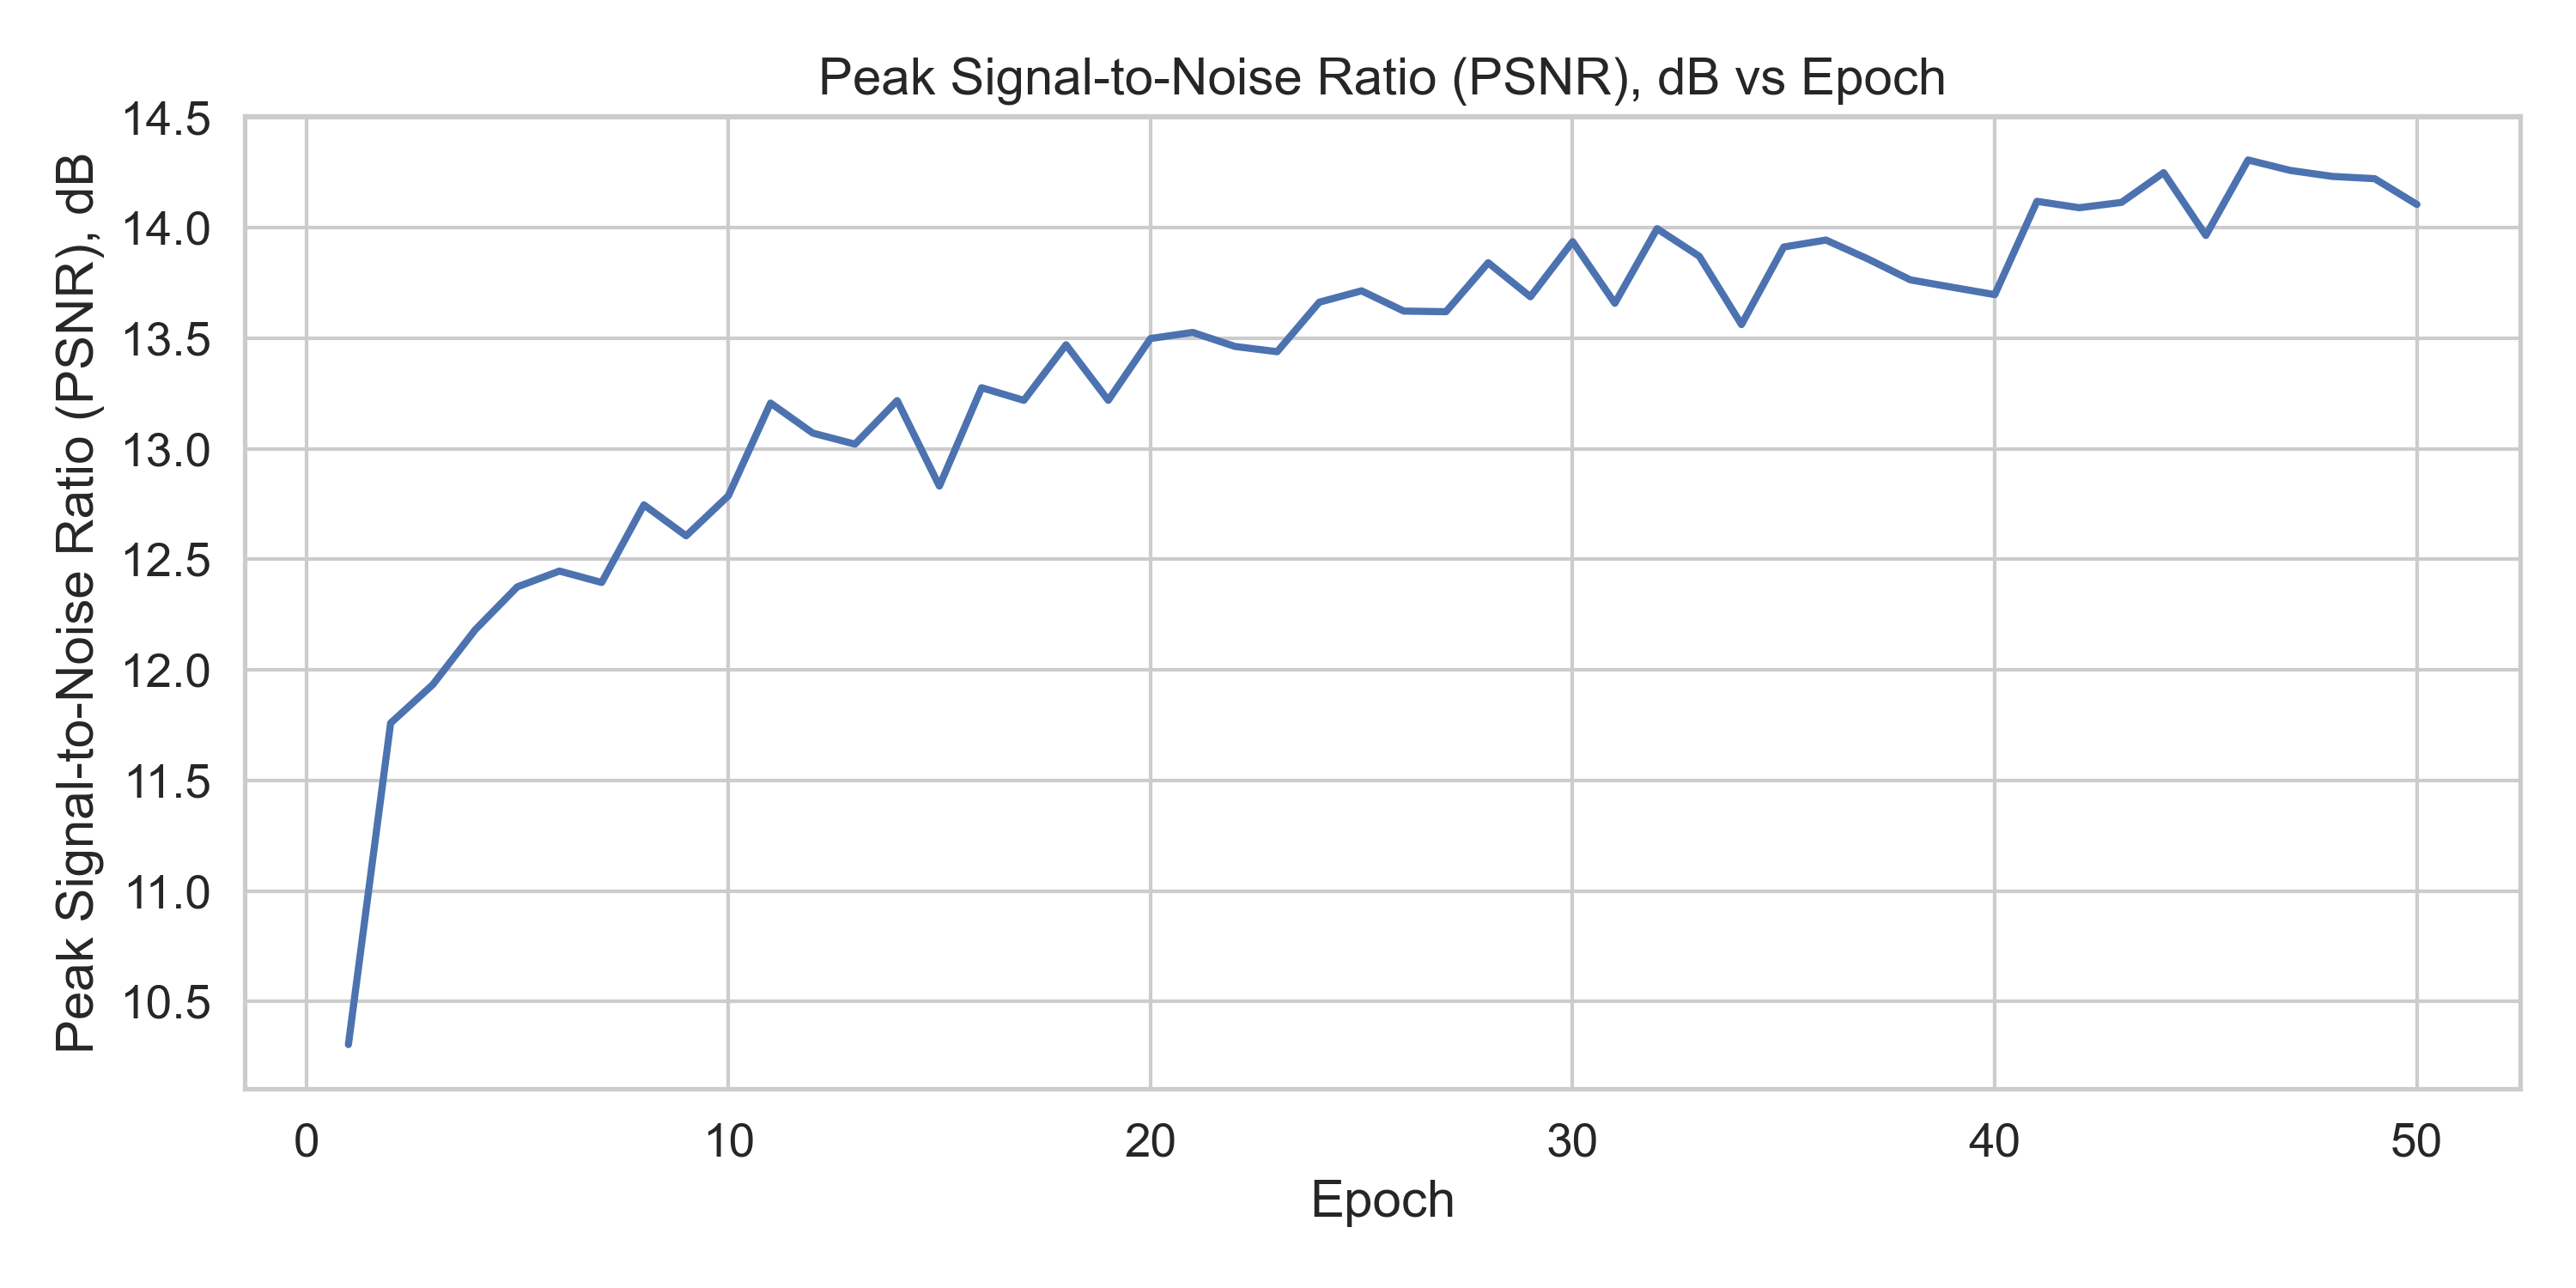 Peak Signal-to-Noise Ratio (PSNR), dB vs Epoch
Peak Signal-to-Noise Ratio (PSNR), dB
14.5
14.0
13.5
13.0
12.5
12.0
11.5
11.0
10.5
0 10 20 30 40 50
Epoch